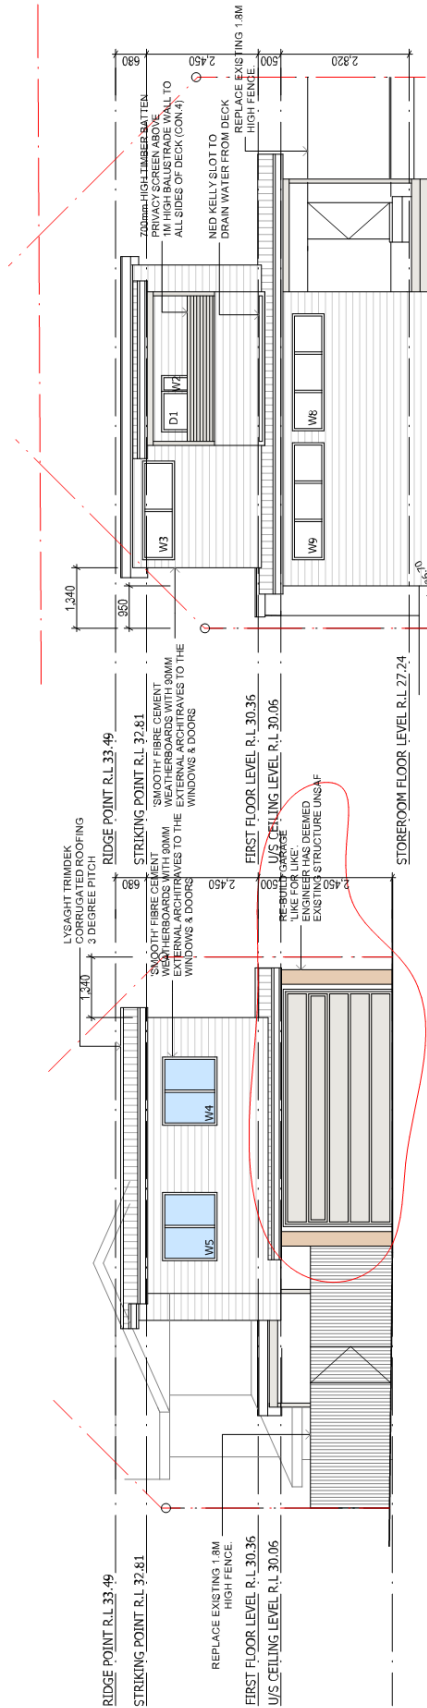 RIDGE POINT R.L 33.49
STRIKING POINT R.L 32.81
REPLACE EXISTING 1.8M
HIGH FENCE.
FIRST FLOOR LEVEL R.L 30.36
U/S CEILING LEVEL R.L 30.06
W5
W4
LYSAGHT TRIMDEK
CORRUGATED ROOFING
3 DEGREE PITCH
1,340
680
2,450
500
2,450
'SMOOTH' FIBRE CEMENT
WEATHERBOARDS WITH 90MM
EXTERNAL ARCHITRAVES TO THE
WINDOWS & DOORS
RE-BUILD GARAGE
'LIKE FOR LIKE'.
ENGINEER HAS DEEMED
EXISTING STRUCTURE UNSAF
RIDGE POINT R.L 33.49
STRIKING POINT R.L 32.81
'SMOOTH' FIBRE CEMENT
WEATHERBOARDS WITH 90MM
EXTERNAL ARCHITRAVES TO THE
WINDOWS & DOORS
FIRST FLOOR LEVEL R.L 30.36
U/S CEILING LEVEL R.L 30.06
STOREROOM FLOOR LEVEL R.L 27.24
1,340
950
W3
D1
W2
W9
W8
700mm HIGH TIMBER BATTEN
PRIVACY SCREEN ABOVE
1M HIGH BALUSTRADE WALL TO
ALL SIDES OF DECK (CON.4)
NED KELLY SLOT TO
DRAIN WATER FROM DECK
REPLACE EXISTING 1.8M
HIGH FENCE.
680
2,450
500
2,820